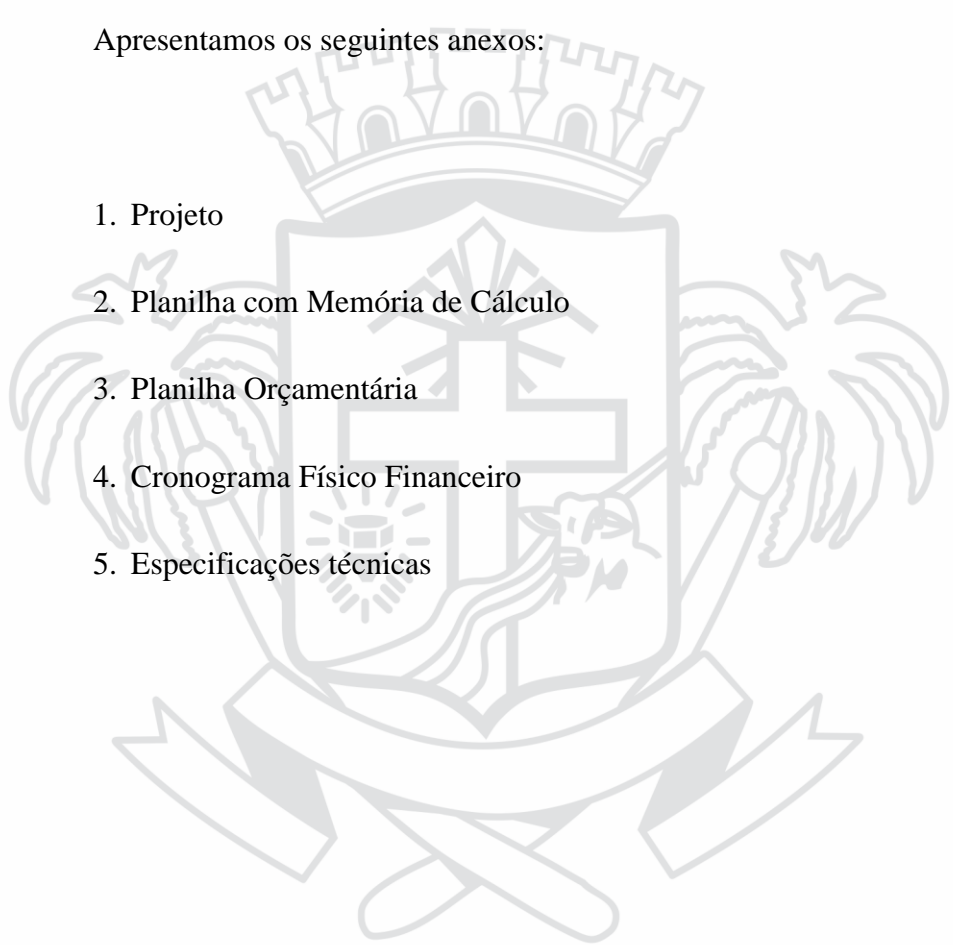 Apresentamos os seguintes anexos:
1. Projeto
2. Planilha com Memória de Cálculo
3. Planilha Orçamentária
4. Cronograma Físico Financeiro
5. Especificações técnicas